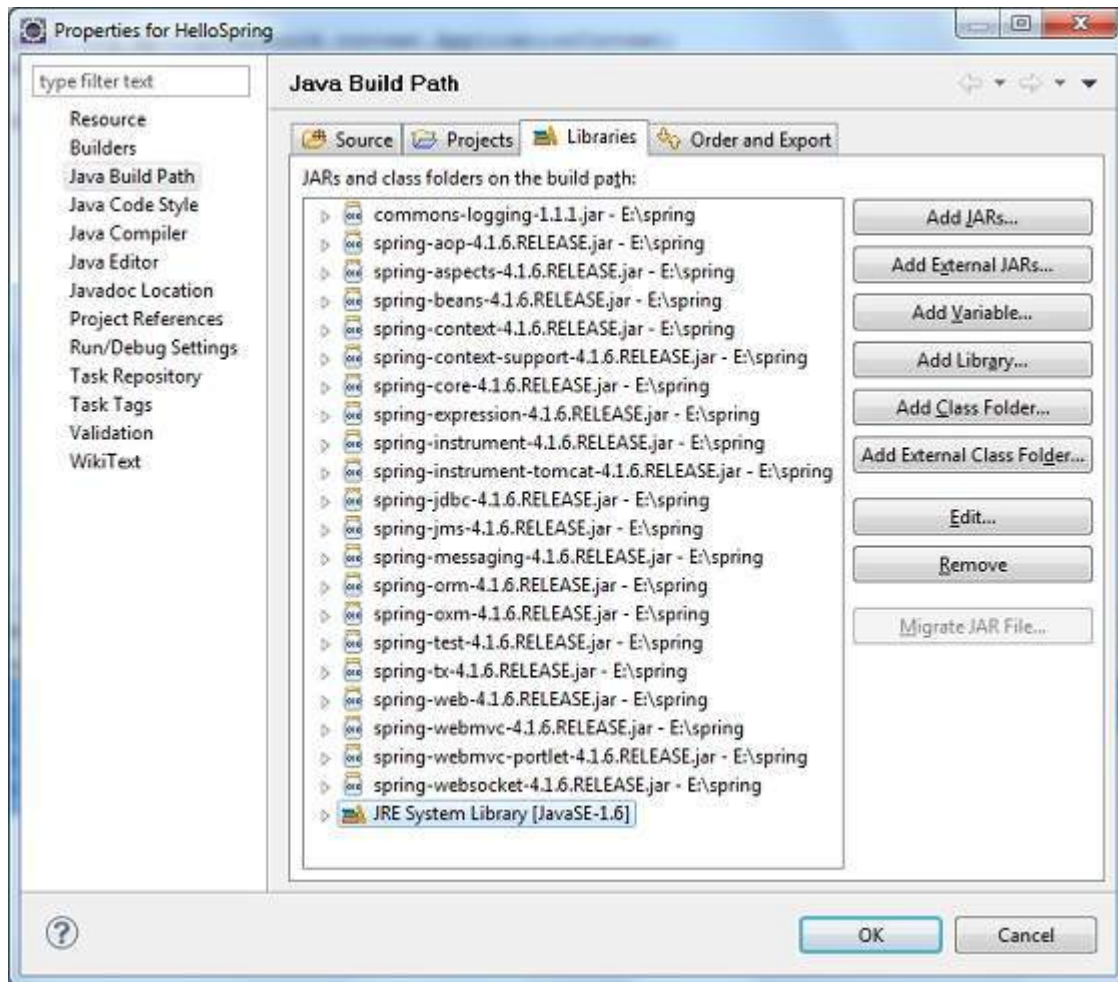 Properties for HelloSpring
type filter text
Resource
Builders
Java Build Path
Java Code Style
Java Compiler
Java Editor
Javadoc Location
Project References
Run/Debug Settings
Task Repository
Task Tags
Validation
WikiText
Java Build Path
Source Projects Libraries Order and Export
JARs and class folders on the build path:
commons-logging-1.1.1.jar - E:\spring
spring-aop-4.1.6.RELEASE.jar - E:\spring
spring-aspects-4.1.6.RELEASE.jar - E:\spring
spring-beans-4.1.6.RELEASE.jar - E:\spring
spring-context-4.1.6.RELEASE.jar - E:\spring
spring-context-support-4.1.6.RELEASE.jar - E:\spring
spring-core-4.1.6.RELEASE.jar - E:\spring
spring-expression-4.1.6.RELEASE.jar - E:\spring
spring-instrument-4.1.6.RELEASE.jar - E:\spring
spring-instrument-tomcat-4.1.6.RELEASE.jar - E:\spring
spring-jdbc-4.1.6.RELEASE.jar - E:\spring
spring-jms-4.1.6.RELEASE.jar - E:\spring
spring-messaging-4.1.6.RELEASE.jar - E:\spring
spring-orm-4.1.6.RELEASE.jar - E:\spring
spring-oxm-4.1.6.RELEASE.jar - E:\spring
spring-test-4.1.6.RELEASE.jar - E:\spring
spring-tx-4.1.6.RELEASE.jar - E:\spring
spring-web-4.1.6.RELEASE.jar - E:\spring
spring-webmvc-4.1.6.RELEASE.jar - E:\spring
spring-webmvc-portlet-4.1.6.RELEASE.jar - E:\spring
spring-websocket-4.1.6.RELEASE.jar - E:\spring
JRE System Library [JavaSE-1.6]
Add JARs...
Add External JARs...
Add Variable...
Add Library...
Add Class Folder...
Add External Class Folder...
Edit...
Remove
Migrate JAR File...
OK
Cancel